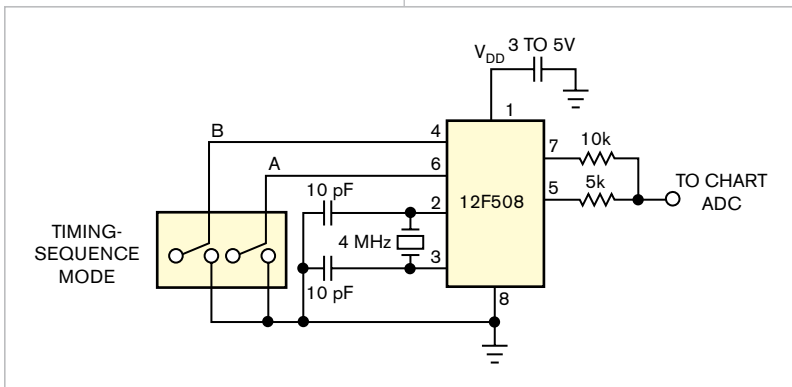 V_DD 3 TO 5V
1
B
4
7
10k
A
6
5
5k
10 pF
2
12F508
TO CHART
ADC
TIMING-
SEQUENCE
MODE
4 MHz
3
10 pF
8